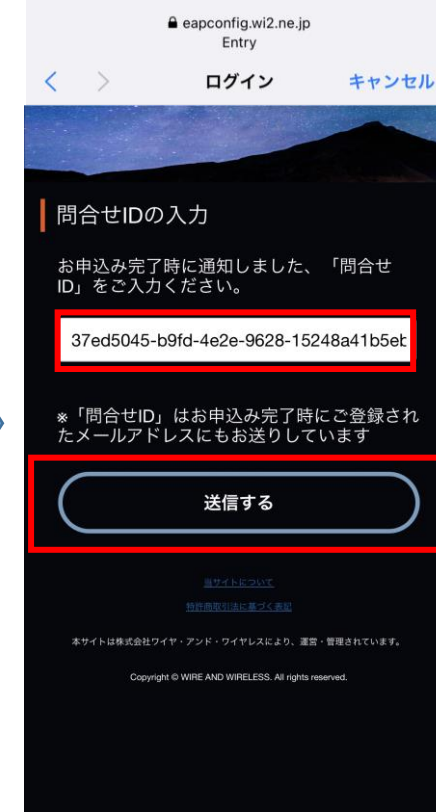 eapconfig.wi2.ne.jp
Entry
ログイン
キャンセル
問合せIDの入力
お申込み完了時に通知しました、「問合せ
ID」をご入力ください。
37ed5045-b9fd-4e2e-9628-15248a41b5eb
※「問合せID」はお申込み完了時にご登録され
たメールアドレスにもお送りしています
送信する
当サイトについて
特許商取引法に基づく表記
本サイトは株式会社ワイヤ・アンド・ワイヤレスにより、運営・管理されています。
Copyright © WIRE AND WIRELESS. All rights reserved.